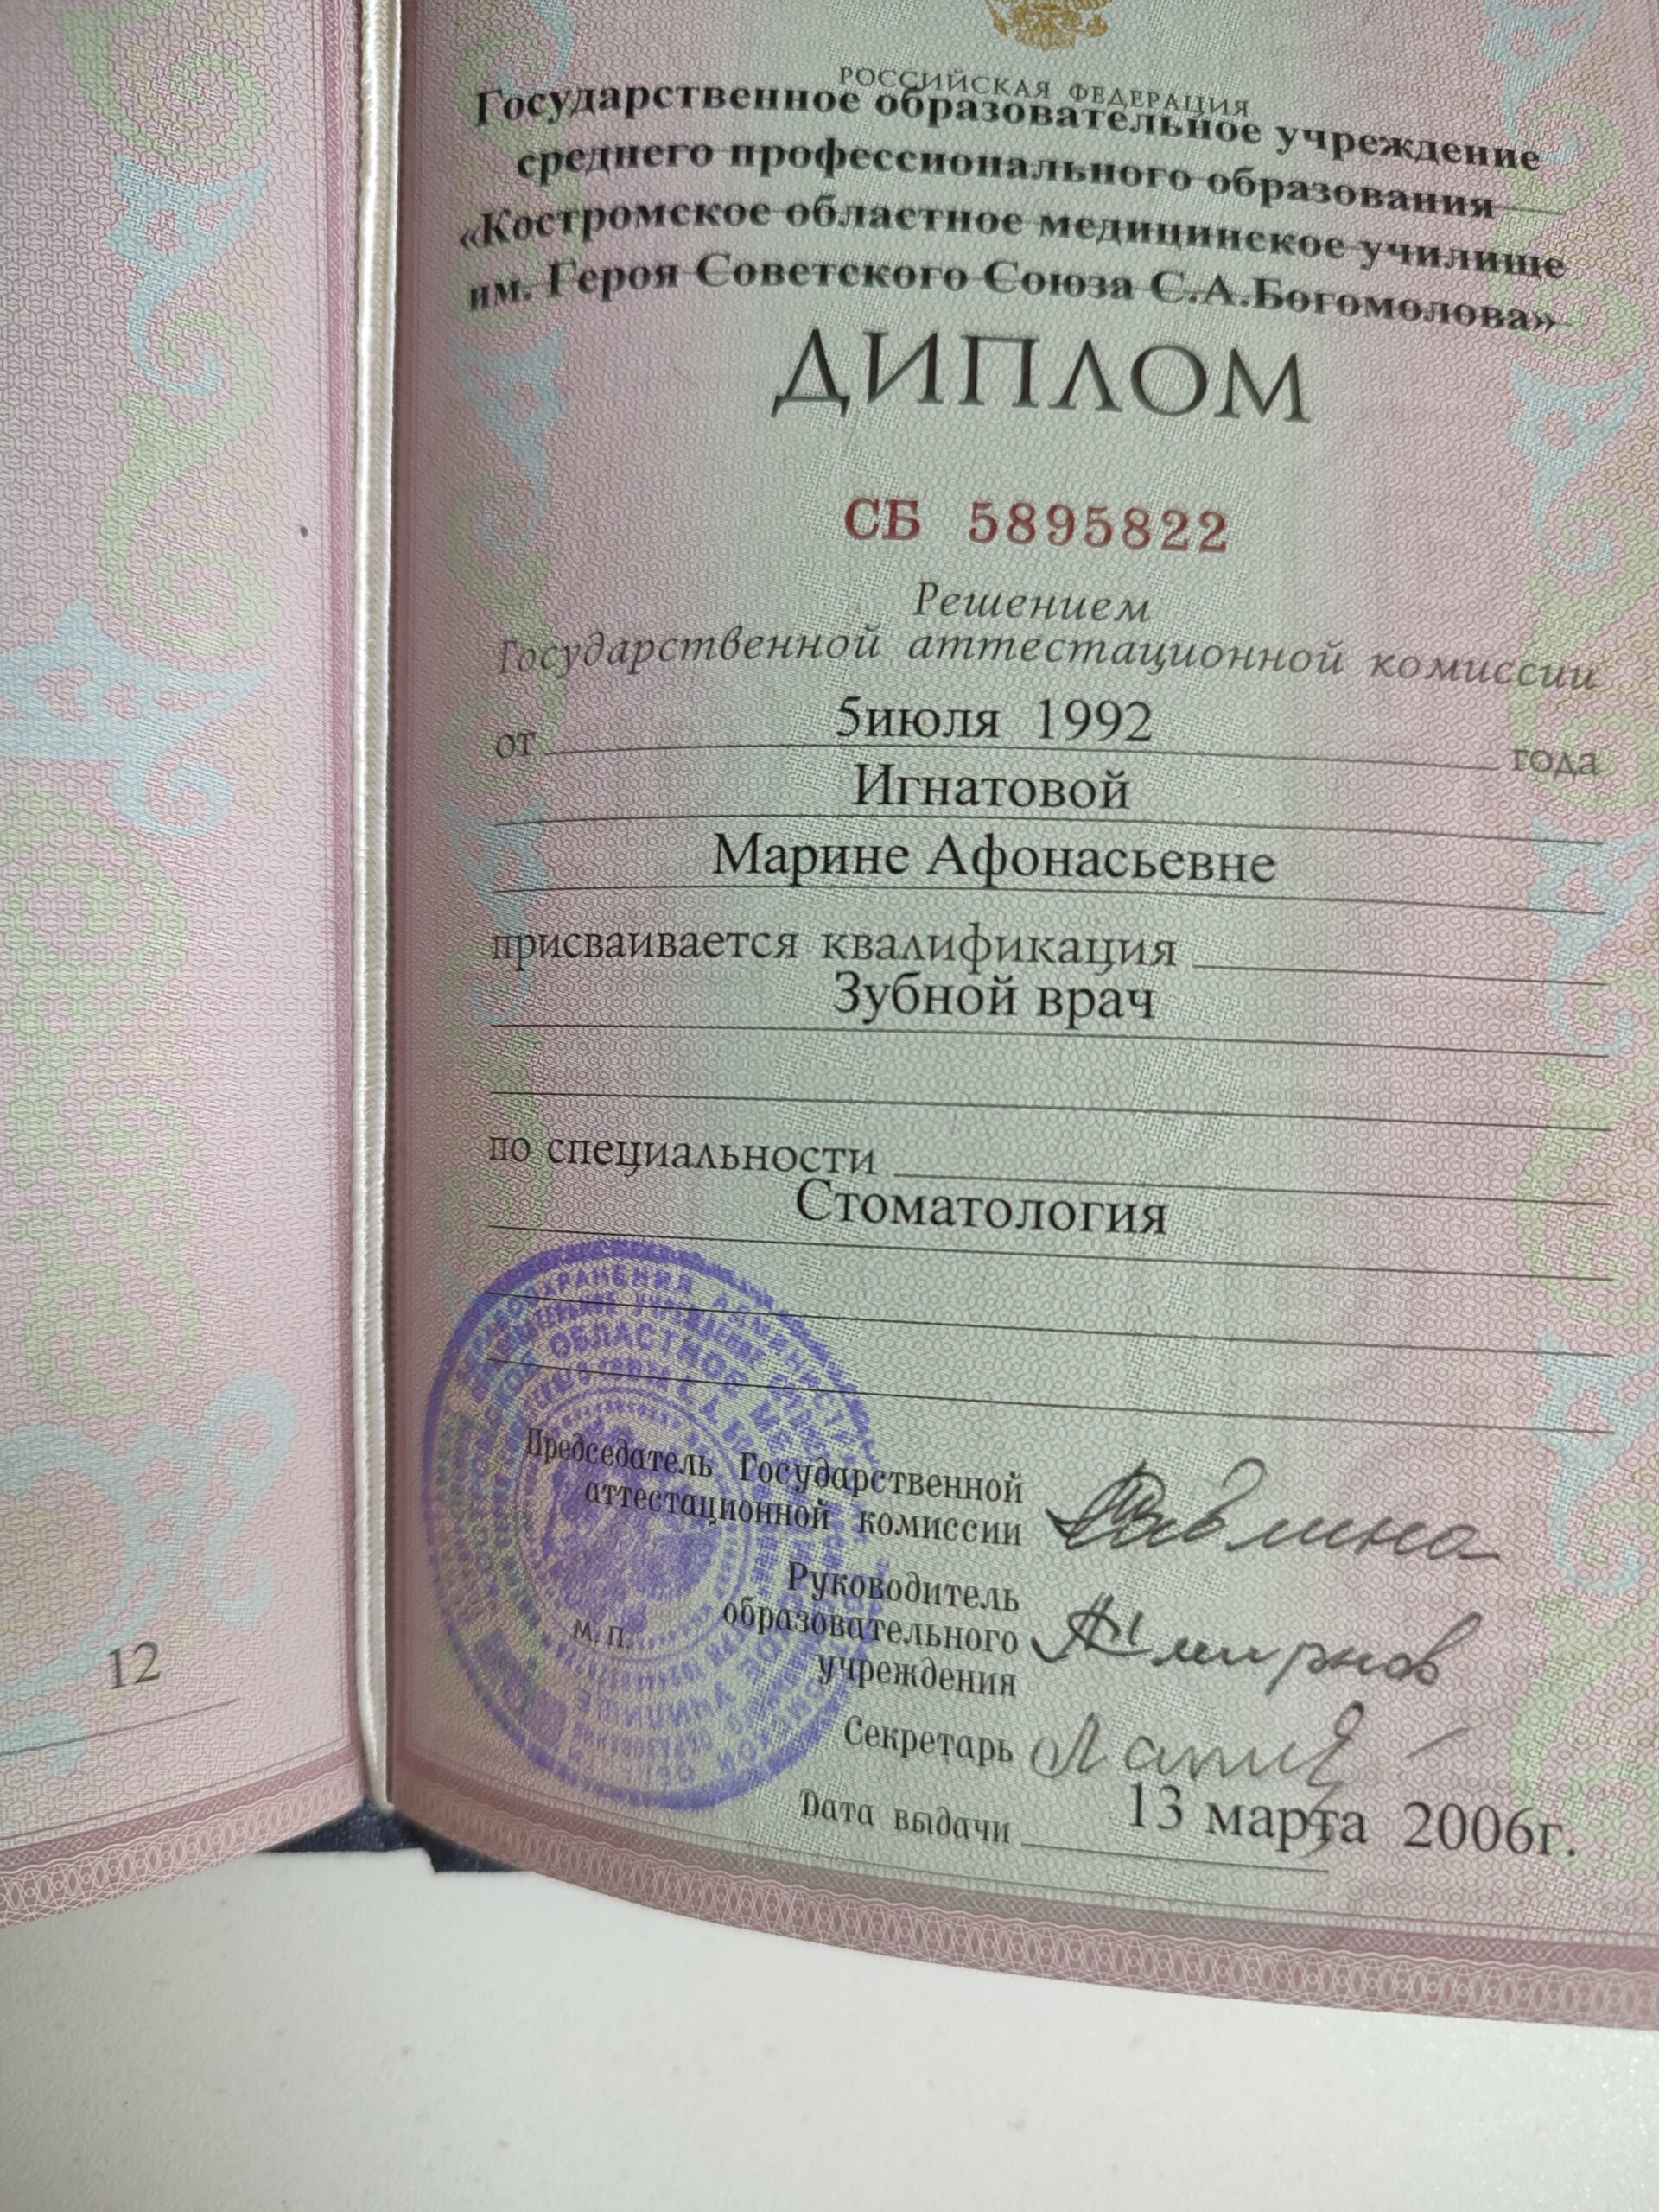 РОССИЙСКАЯ ФЕДЕРАЦИЯ
Государственное образовательное учреждение
среднего профессионального образования
«Костромское областное медицинское училище
им. Героя Советского Союза С.А.Богомолова»
ДИПЛОМ
СБ 5895822
Решением
Государственной аттестационной комиссии
от 5июля 1992 года
Игнатовой
Марине Афонасьевне
присваивается квалификация
Зубной врач
по специальности
Стоматология
Председатель Государственной
аттестационной комиссии
Руководитель
образовательного
учреждения
М. П.
Секретарь
Дата выдачи 13 марта 2006г.
12
ОБЛАСТНОЕ
УЧИЛИЩЕ